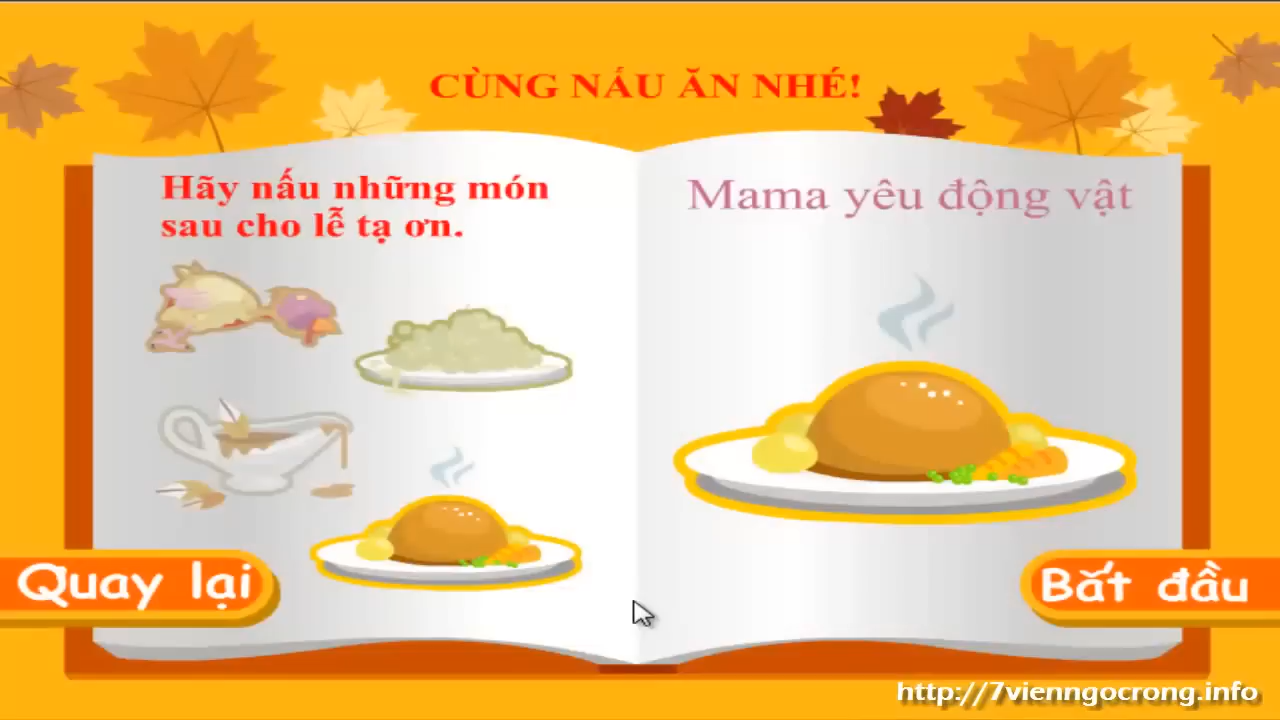 CÙNG NẤU ĂN NHÉ!
Hãy nấu những món
sau cho lễ tạ ơn.
Mama yêu động vật
Quay lại
Bắt đầu
http://7vienngocrong.info